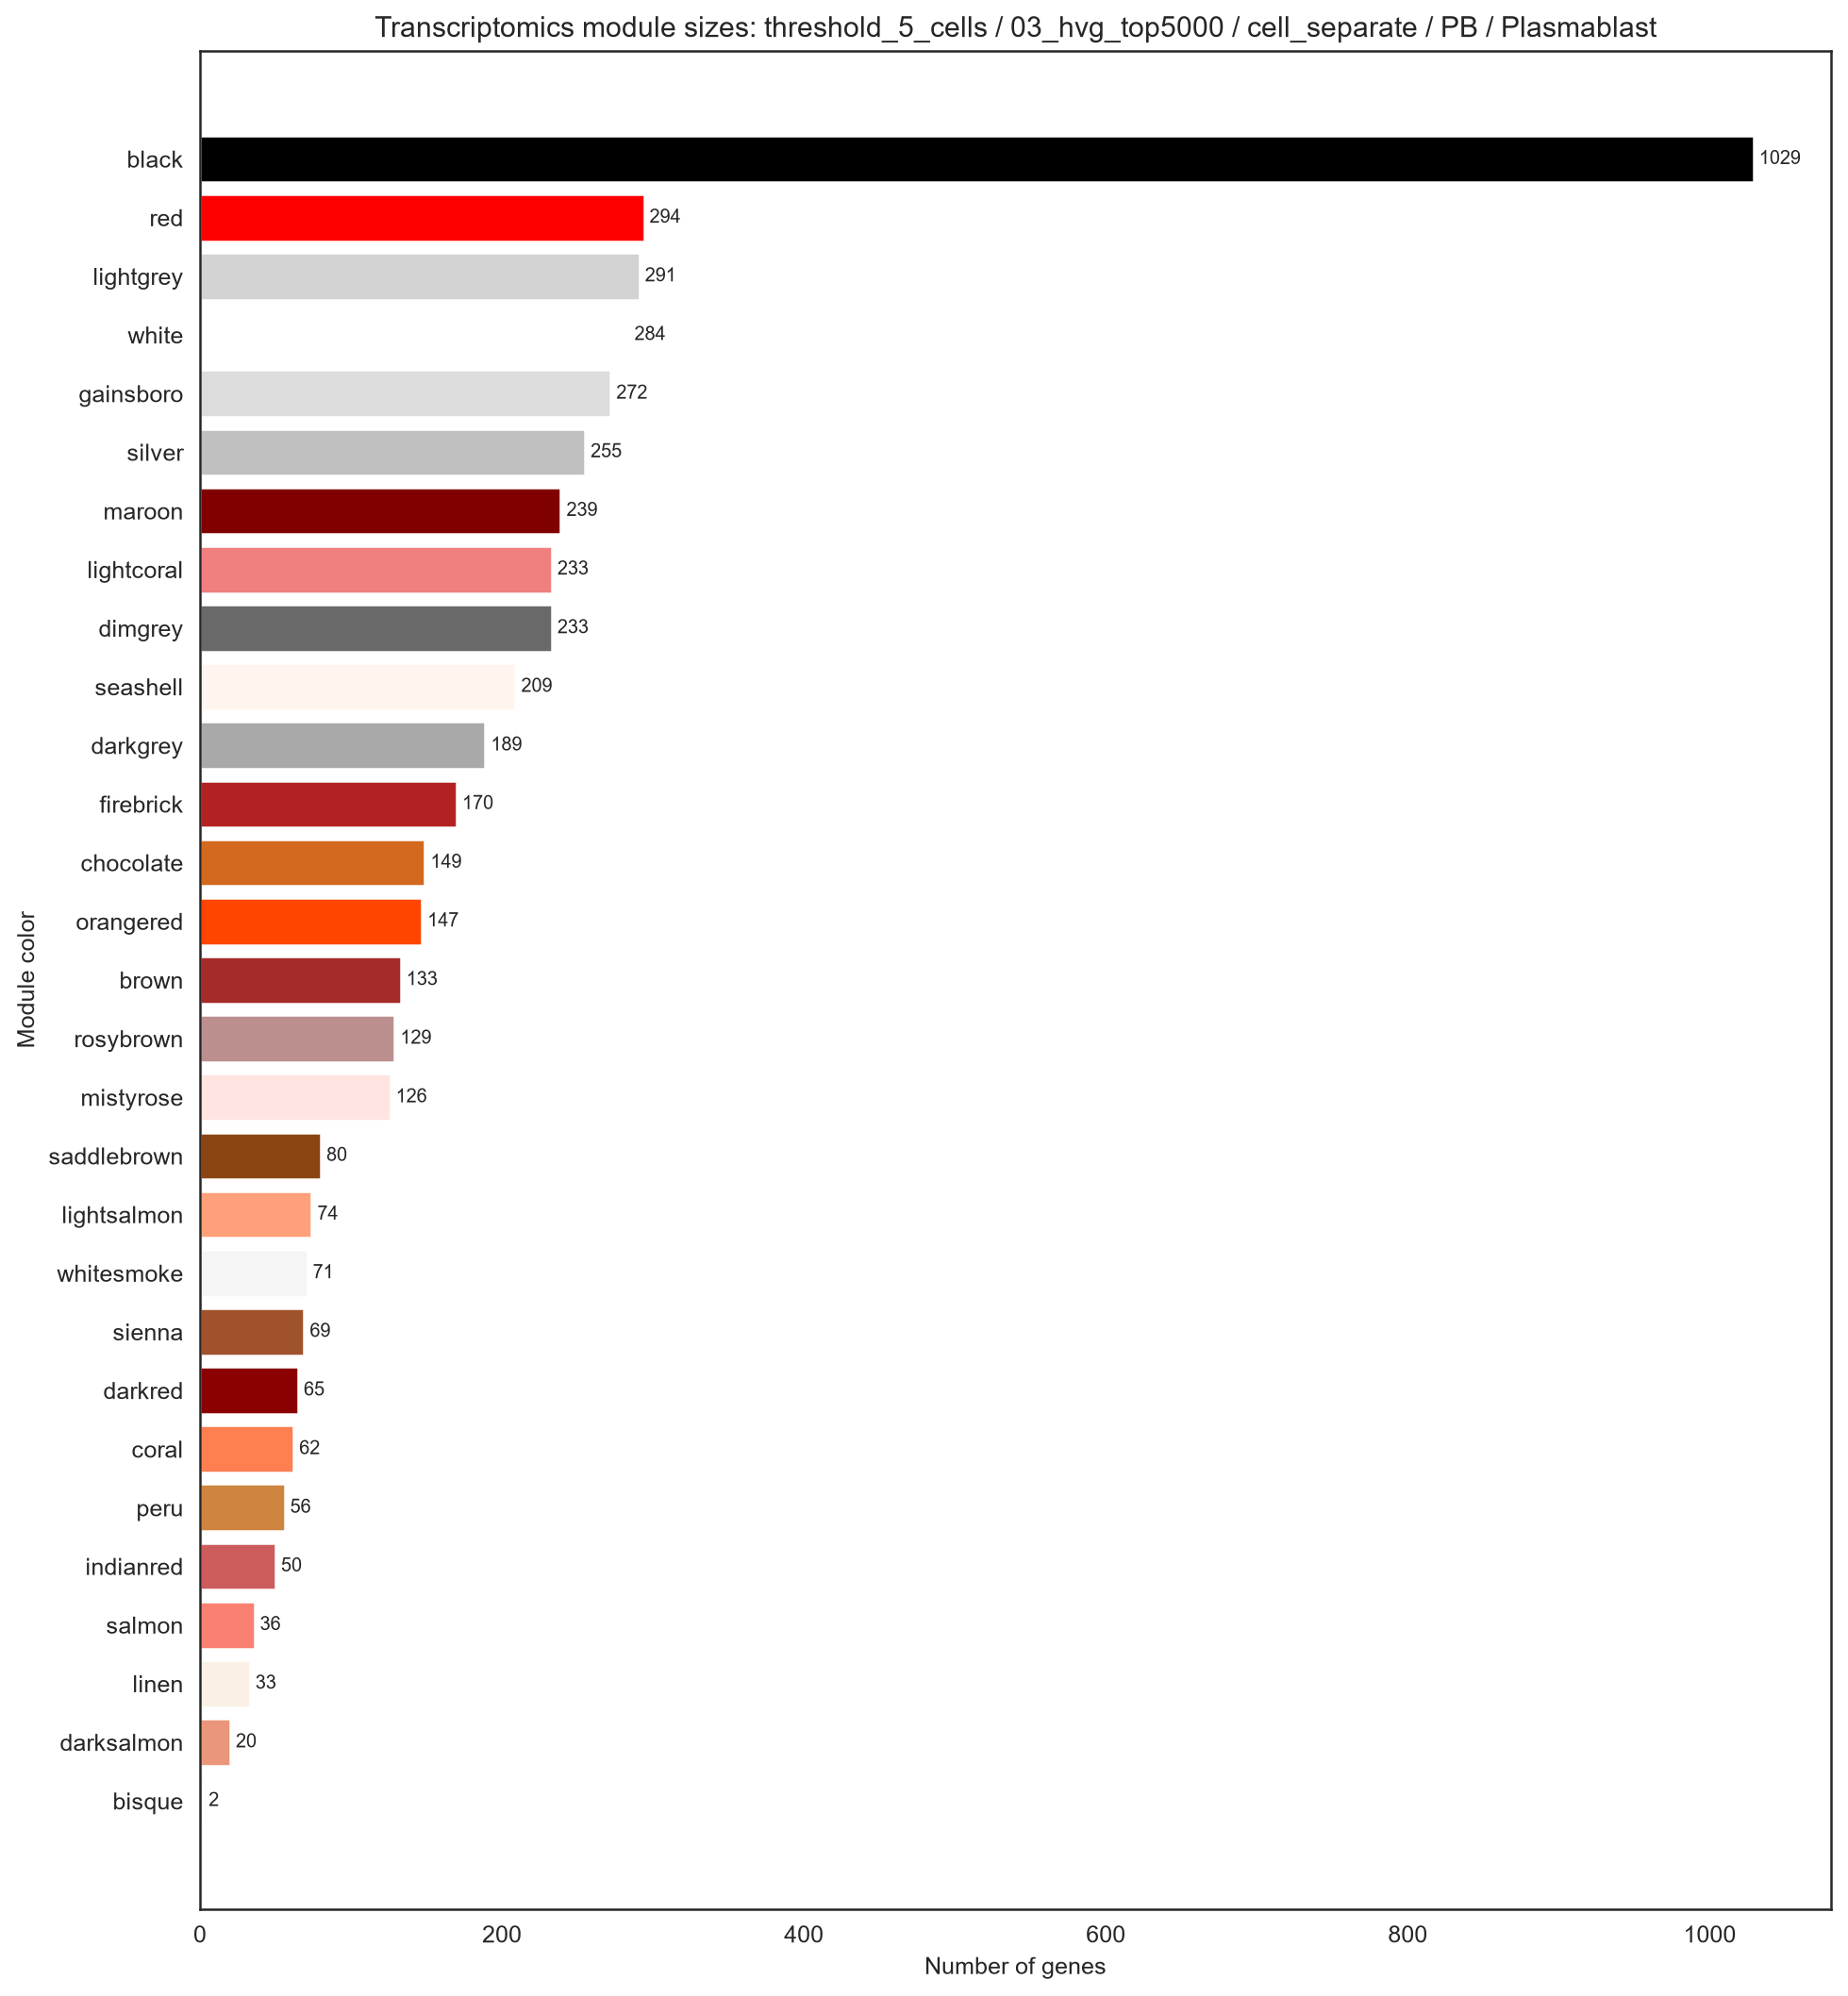 Transcriptomics module sizes: threshold_5_cells / 03_hvg_top5000 / cell_separate / PB / Plasmablast
Module color
black 1029
red 294
lightgrey 291
white 284
gainsboro 272
silver 255
maroon 239
lightcoral 233
dimgrey 233
seashell 209
darkgrey 189
firebrick 170
chocolate 149
orangered 147
brown 133
rosybrown 129
mistyrose 126
saddlebrown 80
lightsalmon 74
whitesmoke 71
sienna 69
darkred 65
coral 62
peru 56
indianred 50
salmon 36
linen 33
darksalmon 20
bisque 2
0 200 400 600 800 1000
Number of genes